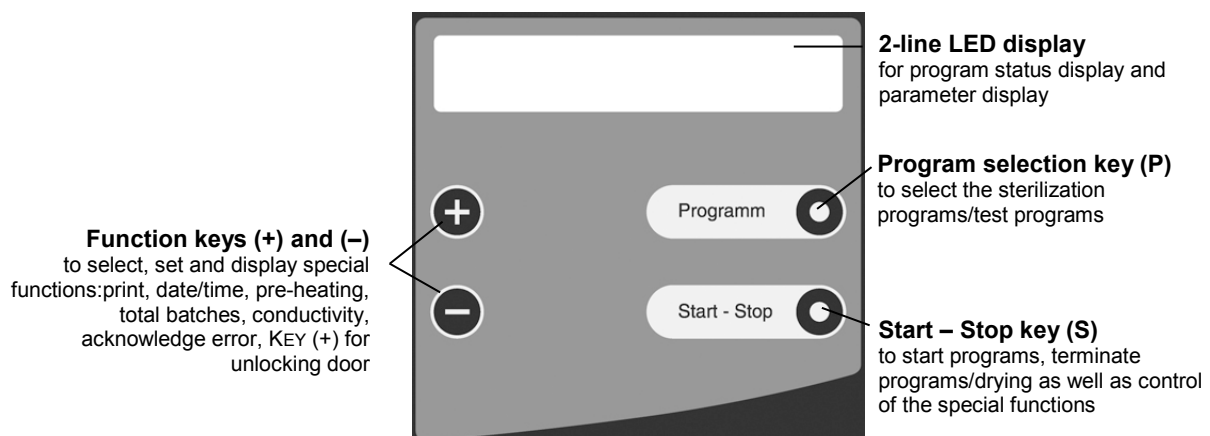 2-line LED display
for program status display and
parameter display
Program selection key (P)
to select the sterilization
programs/test programs
Programm
Function keys (+) and (–)
to select, set and display special
functions:print, date/time, pre-heating,
total batches, conductivity,
acknowledge error, KEY (+) for
unlocking door
Start - Stop
Start – Stop key (S)
to start programs, terminate
programs/drying as well as control
of the special functions